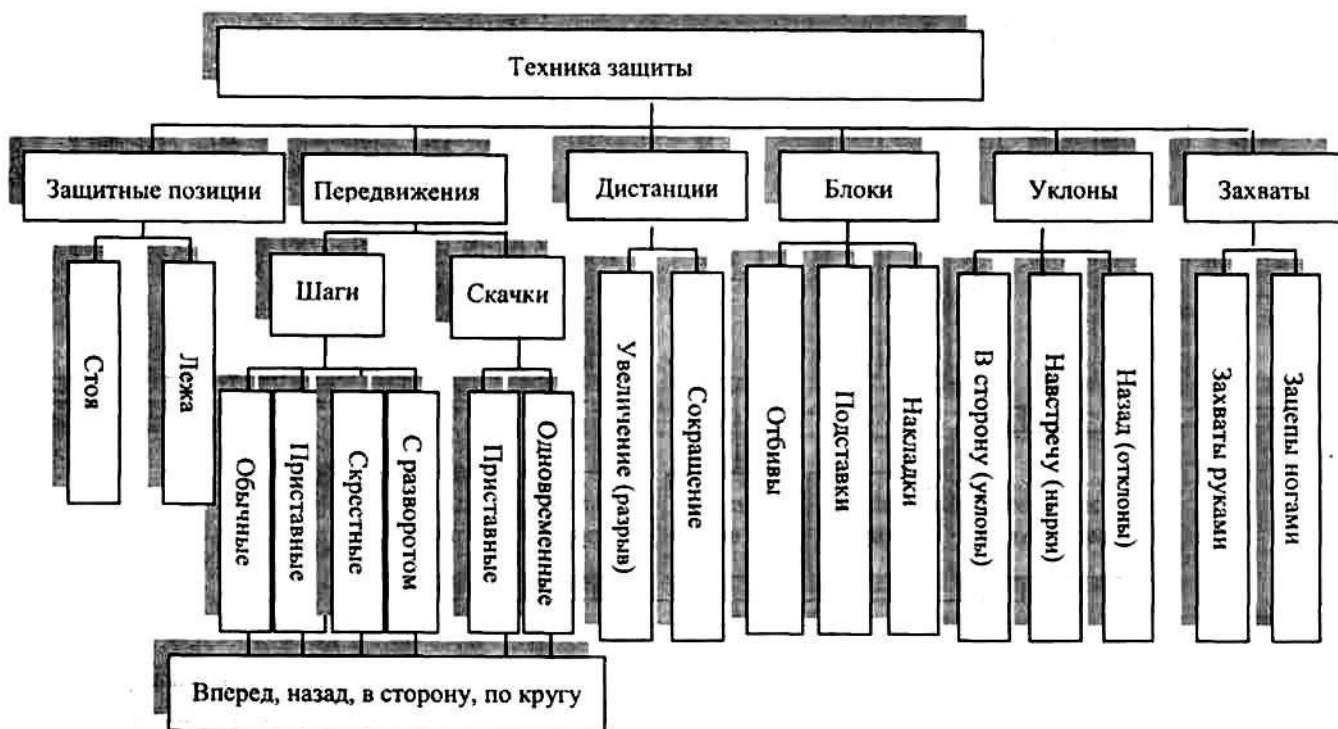 Техника защиты
Защитные позиции
Передвижения
Дистанции
Блоки
Уклоны
Захваты
Стоя
Лежа
Шаги
Скачки
Обычные
Приставные
Скрестные
С разворотом
Приставные
Одновременные
Увеличение (разрыв)
Сокращение
Отбивы
Подставки
Накладки
В сторону (уклоны)
Навстречу (нырки)
Назад (отклоны)
Захваты руками
Зацепы ногами
Вперед, назад, в сторону, по кругу